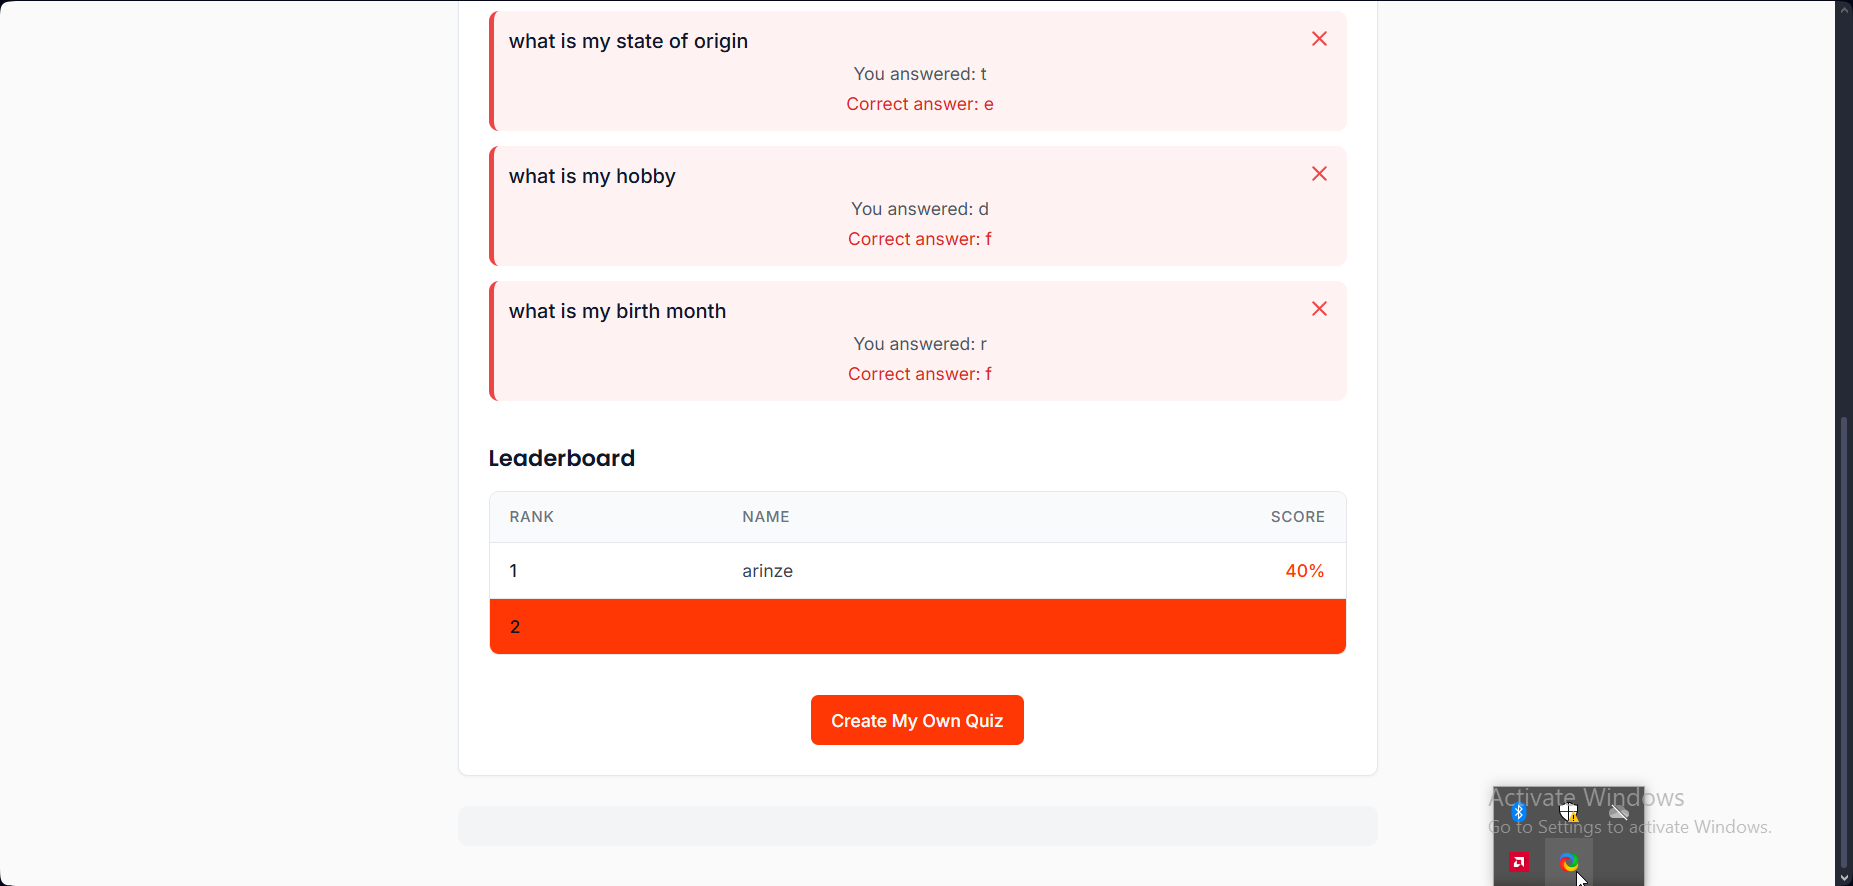 what is my state of origin
You answered: t
Correct answer: e
what is my hobby
You answered: d
Correct answer: f
what is my birth month
You answered: r
Correct answer: f
Leaderboard
RANK NAME SCORE
1 arinze 40%
2
Create My Own Quiz
Activate Windows
Go to Settings to activate Windows.